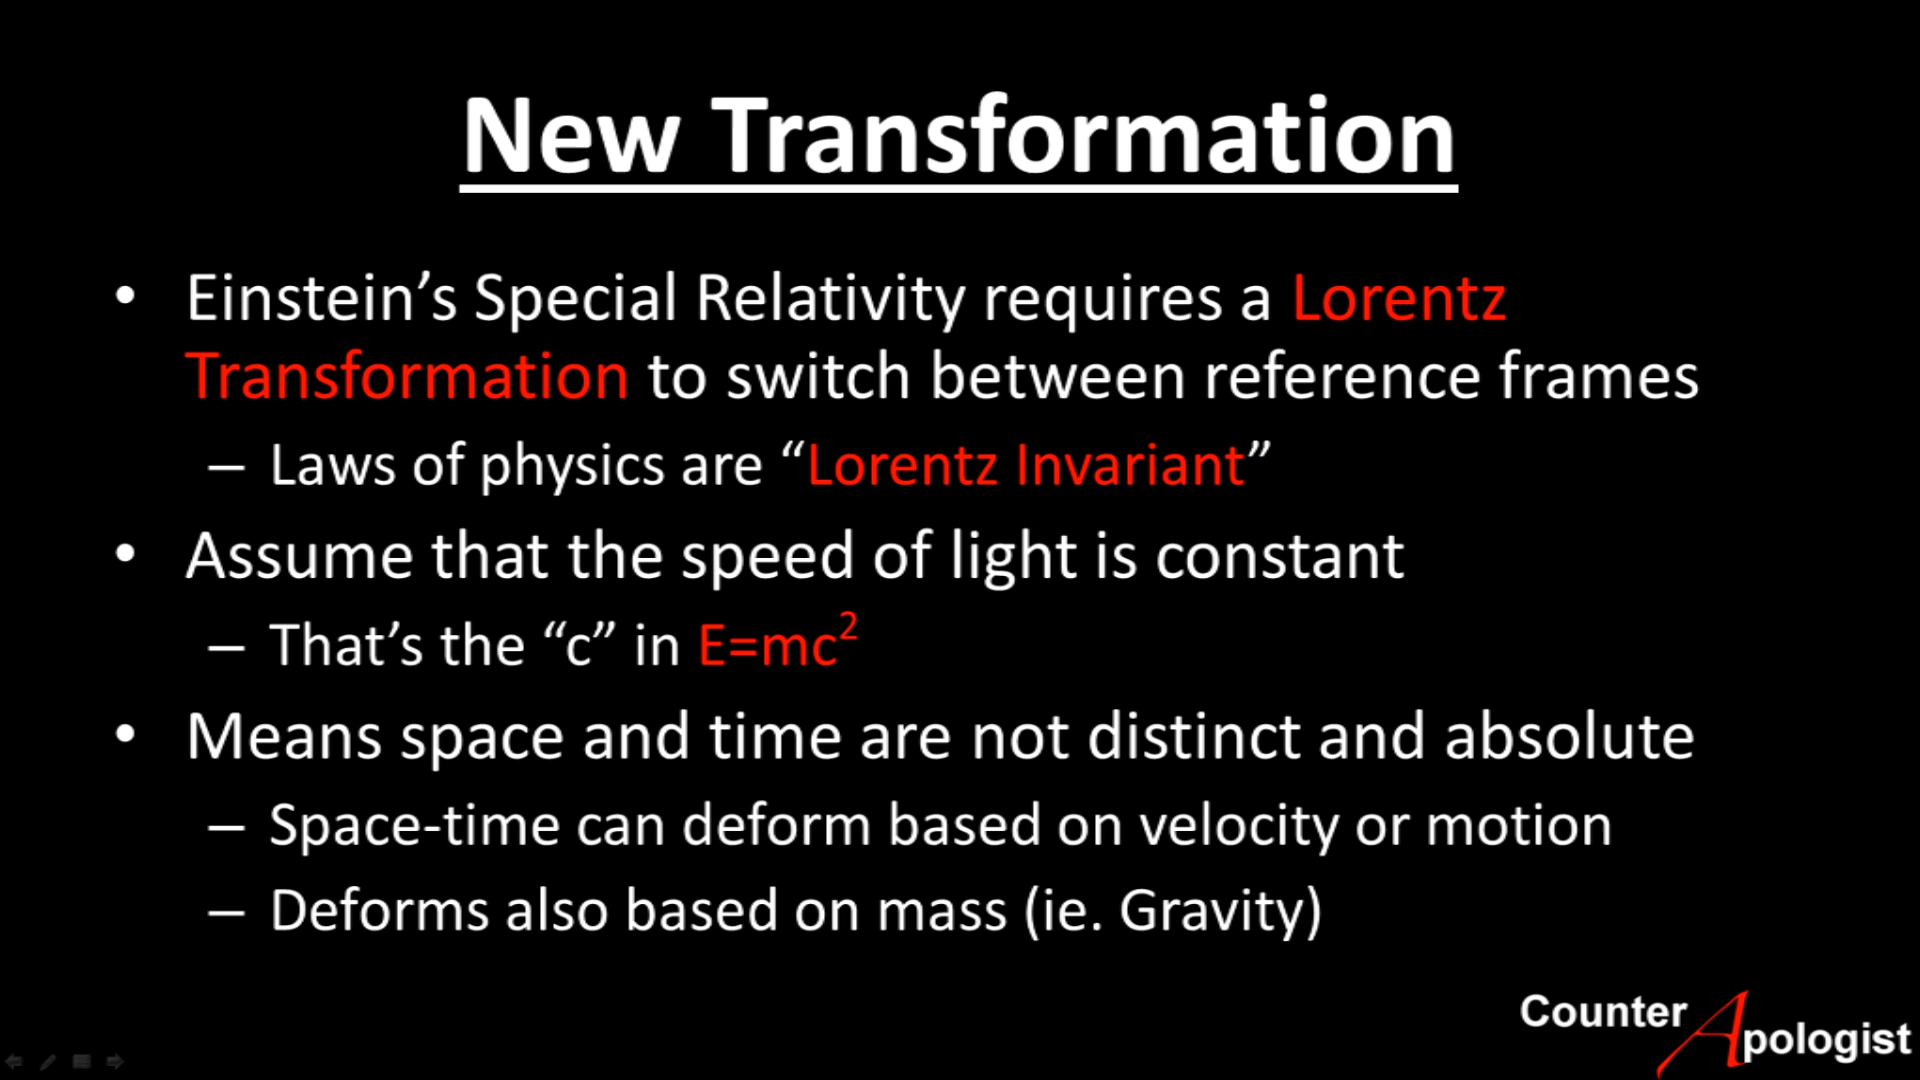 New Transformation
• Einstein’s Special Relativity requires a Lorentz
Transformation to switch between reference frames
– Laws of physics are “Lorentz Invariant”
• Assume that the speed of light is constant
– That’s the “c” in E=mc²
• Means space and time are not distinct and absolute
– Space-time can deform based on velocity or motion
– Deforms also based on mass (ie. Gravity)
Counter
Apologist